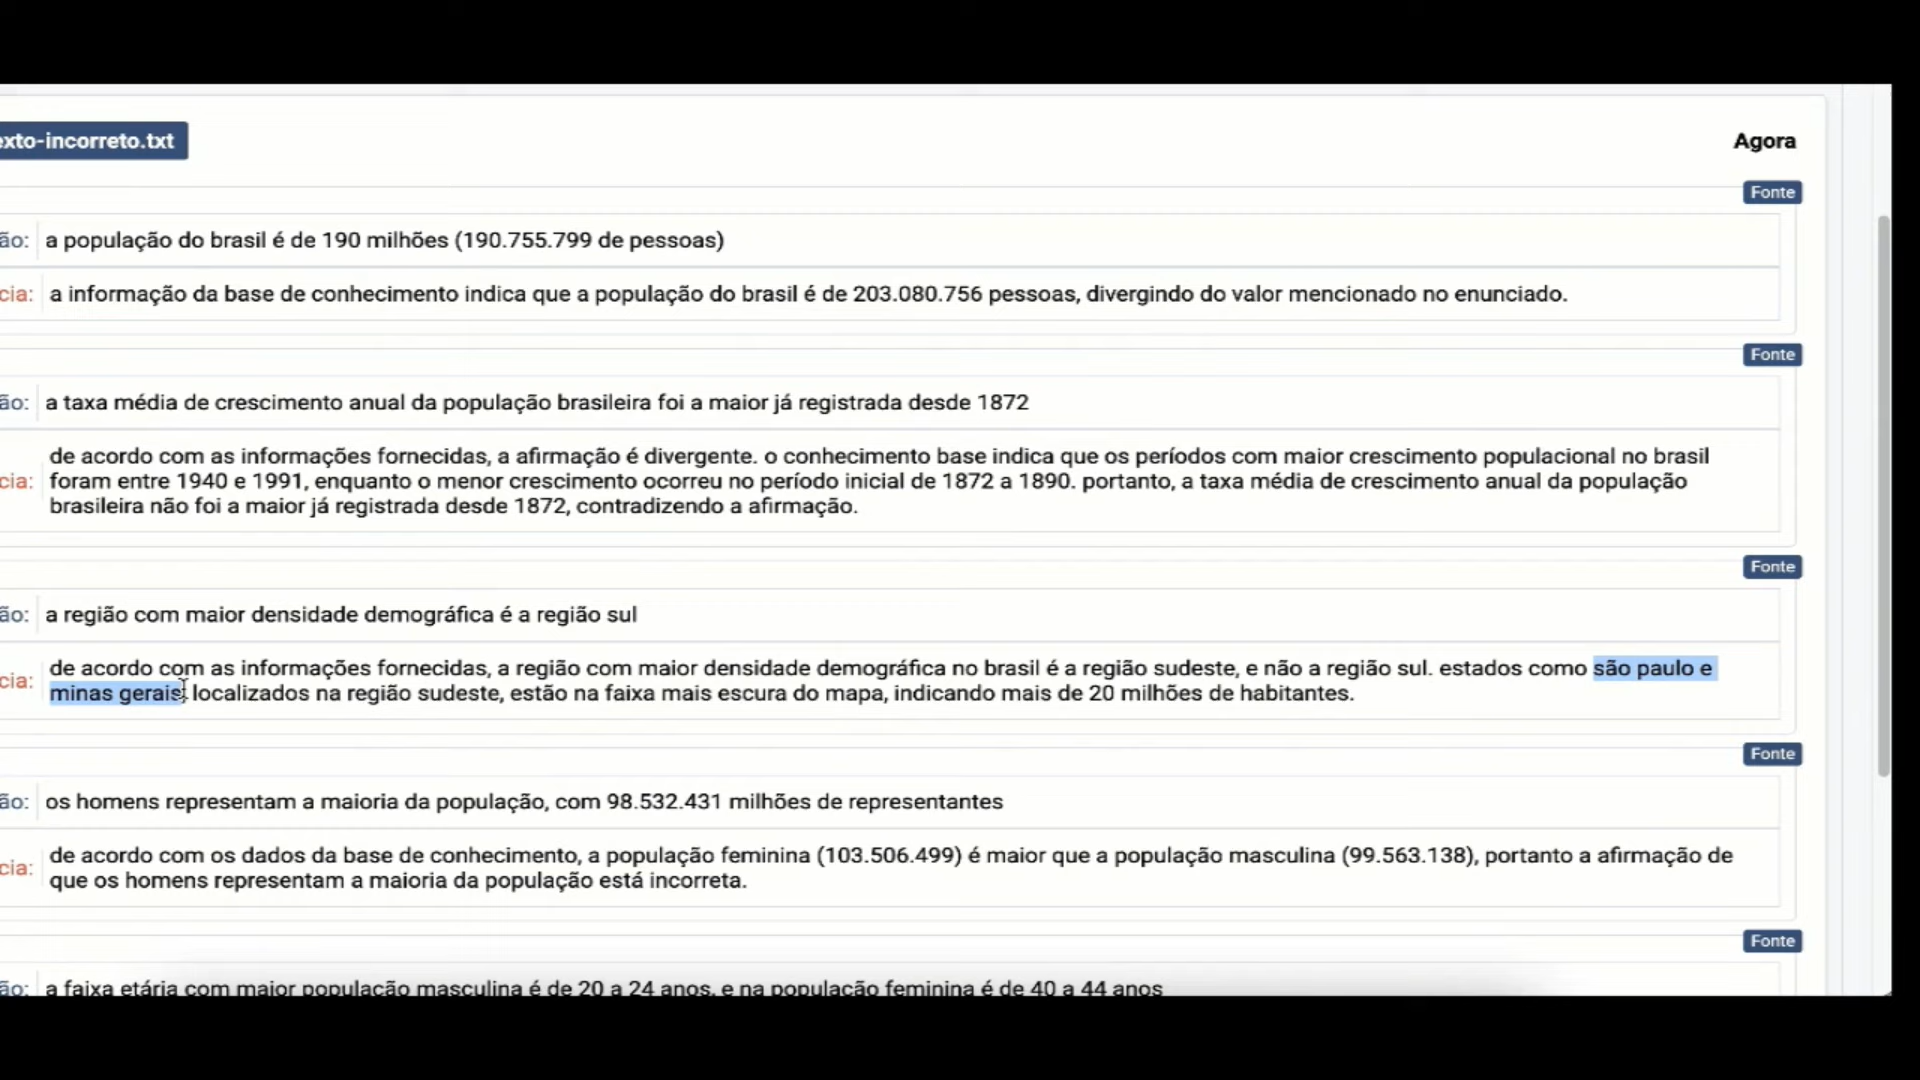 exto-incorreto.txt
Agora
Fonte
ão: a população do brasil é de 190 milhões (190.755.799 de pessoas)
cia: a informação da base de conhecimento indica que a população do brasil é de 203.080.756 pessoas, divergindo do valor mencionado no enunciado.
Fonte
ão: a taxa média de crescimento anual da população brasileira foi a maior já registrada desde 1872
de acordo com as informações fornecidas, a afirmação é divergente. o conhecimento base indica que os períodos com maior crescimento populacional no brasil
cia: foram entre 1940 e 1991, enquanto o menor crescimento ocorreu no período inicial de 1872 a 1890. portanto, a taxa média de crescimento anual da população
brasileira não foi a maior já registrada desde 1872, contradizendo a afirmação.
Fonte
ão: a região com maior densidade demográfica é a região sul
cia: de acordo com as informações fornecidas, a região com maior densidade demográfica no brasil é a região sudeste, e não a região sul. estados como são paulo e
minas gerais, localizados na região sudeste, estão na faixa mais escura do mapa, indicando mais de 20 milhões de habitantes.
Fonte
ão: os homens representam a maioria da população, com 98.532.431 milhões de representantes
cia: de acordo com os dados da base de conhecimento, a população feminina (103.506.499) é maior que a população masculina (99.563.138), portanto a afirmação de
que os homens representam a maioria da população está incorreta.
Fonte
ão: a faixa etária com maior população masculina é de 20 a 24 anos, e na população feminina é de 40 a 44 anos